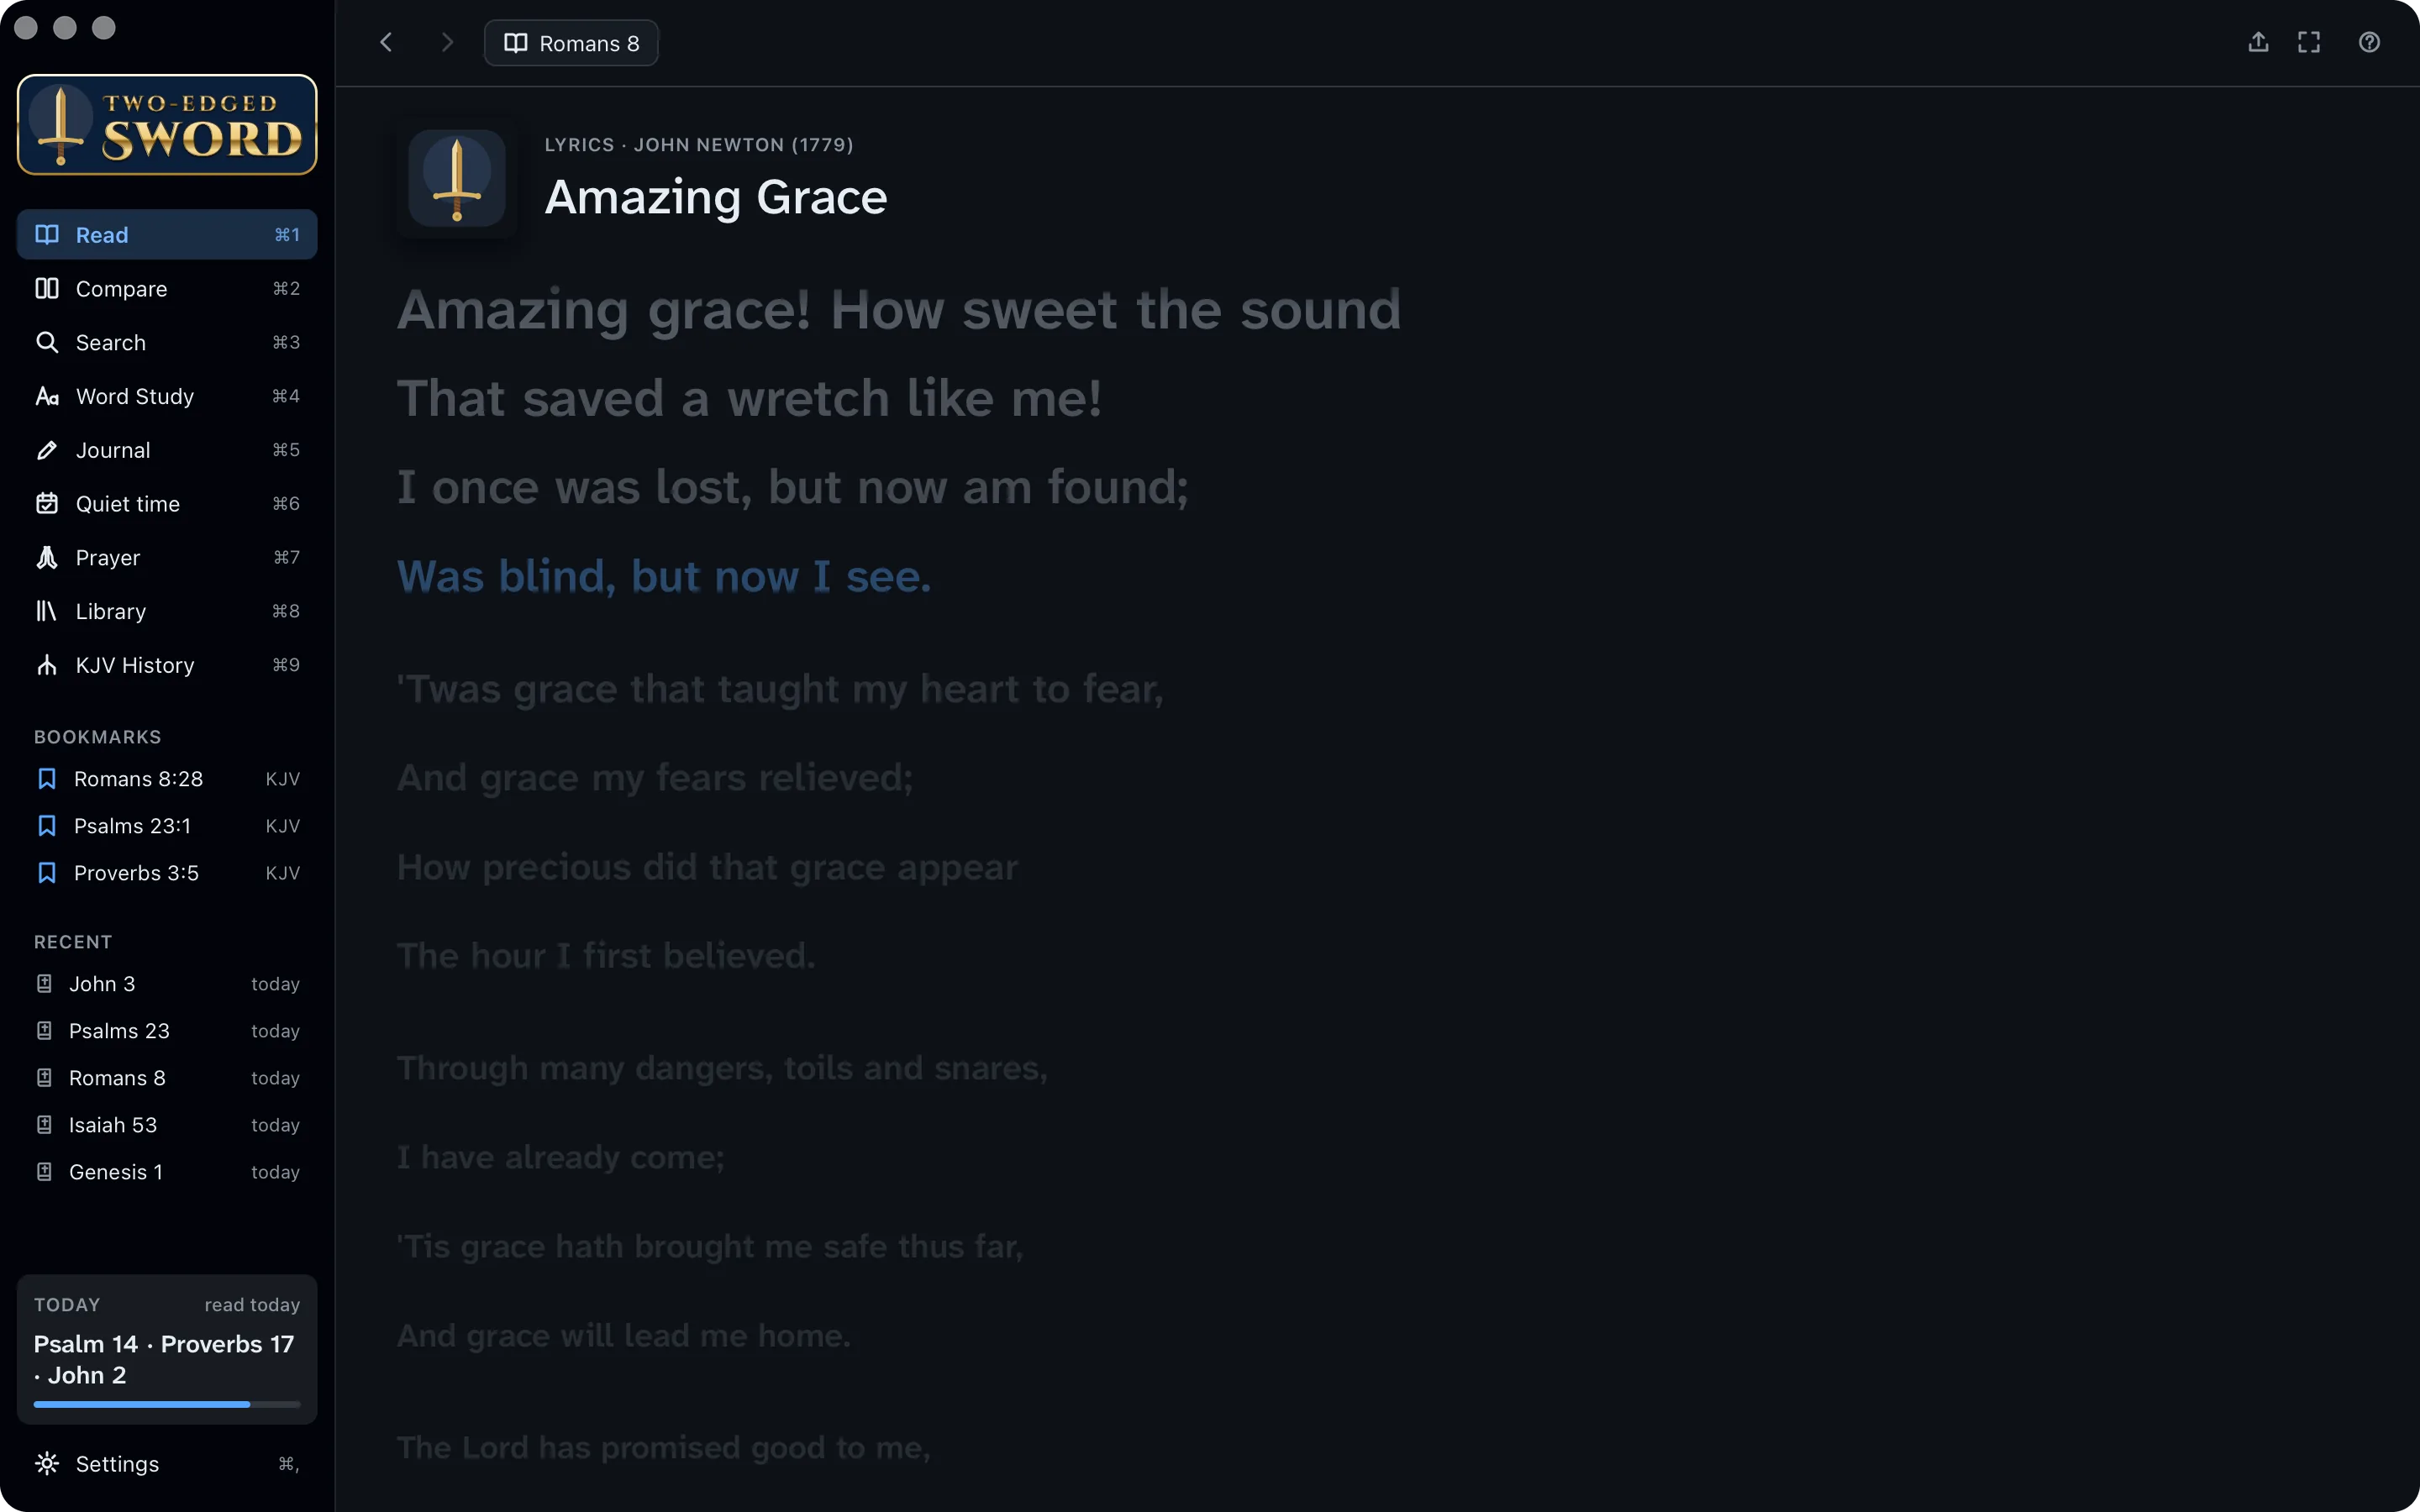 TWO-EDGED
SWORD
Read ⌘1
Compare ⌘2
Search ⌘3
Word Study ⌘4
Journal ⌘5
Quiet time ⌘6
Prayer ⌘7
Library ⌘8
KJV History ⌘9
BOOKMARKS
Romans 8:28 KJV
Psalms 23:1 KJV
Proverbs 3:5 KJV
RECENT
John 3 today
Psalms 23 today
Romans 8 today
Isaiah 53 today
Genesis 1 today
TODAY read today
Psalm 14 · Proverbs 17
· John 2
Settings ⌘,
Romans 8
LYRICS · JOHN NEWTON (1779)
Amazing Grace
Amazing grace! How sweet the sound
That saved a wretch like me!
I once was lost, but now am found;
Was blind, but now I see.
'Twas grace that taught my heart to fear,
And grace my fears relieved;
How precious did that grace appear
The hour I first believed.
Through many dangers, toils and snares,
I have already come;
'Tis grace hath brought me safe thus far,
And grace will lead me home.
The Lord has promised good to me,